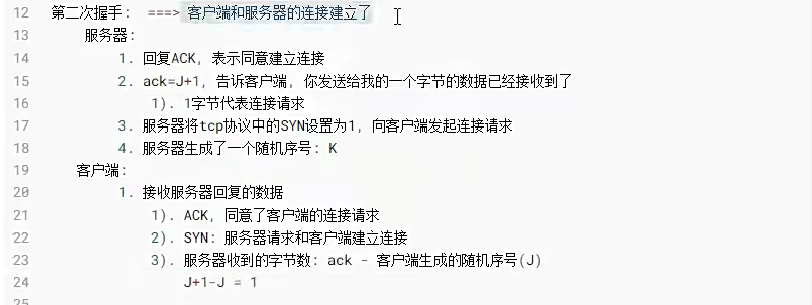 12 第二次握手: ===> 客户端和服务器的连接建立了
13 服务器:
14 1. 回复ACK, 表示同意建立连接
15 2. ack=J+1, 告诉客户端, 你发送给我的一个字节的数据已经接收到了
16 1). 1字节代表连接请求
17 3. 服务器将tcp协议中的SYN设置为1, 向客户端发起连接请求
18 4. 服务器生成了一个随机序号: K
19 客户端:
20 1. 接收服务器回复的数据
21 1). ACK, 同意了客户端的连接请求
22 2). SYN: 服务器请求和客户端建立连接
23 3). 服务器收到的字节数: ack - 客户端生成的随机序号(J)
24 J+1-J = 1
25